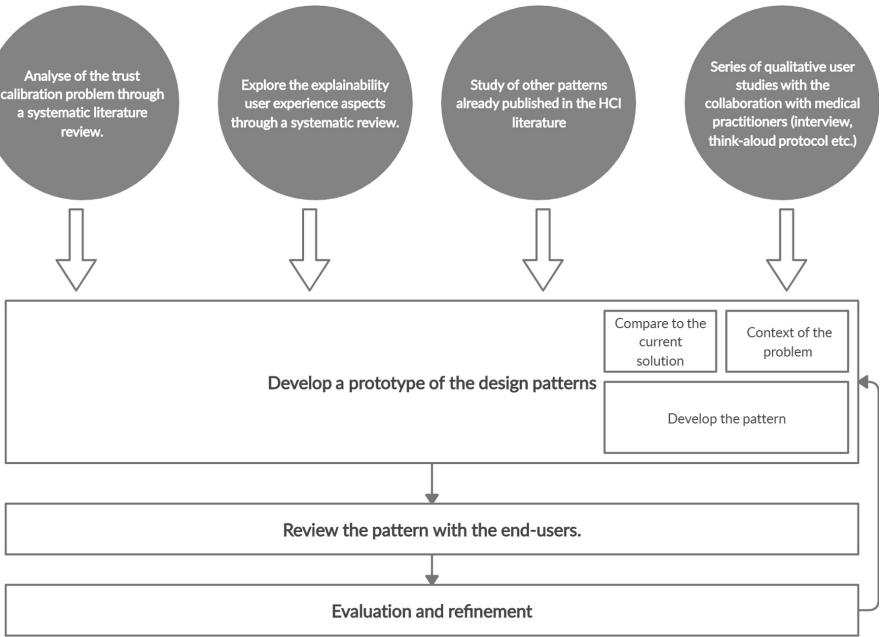 Analyse of the trust
calibration problem through
a systematic literature
review.
Explore the explainability
user experience aspects
through a systematic review.
Study of other patterns
already published in the HCI
literature
Series of qualitative user
studies with the
collaboration with medical
practitioners (interview,
think-aloud protocol etc.)
Develop a prototype of the design patterns
Compare to the
current
solution
Context of the
problem
Develop the pattern
Review the pattern with the end-users.
Evaluation and refinement